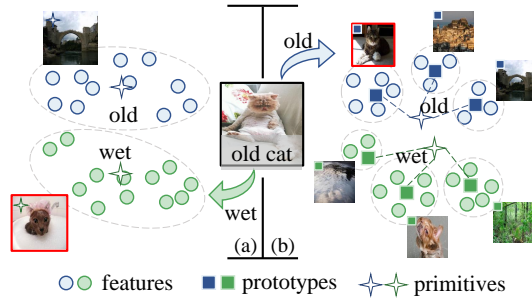 old
old
old
wet
old cat
wet
wet
(a) (b)
features prototypes primitives